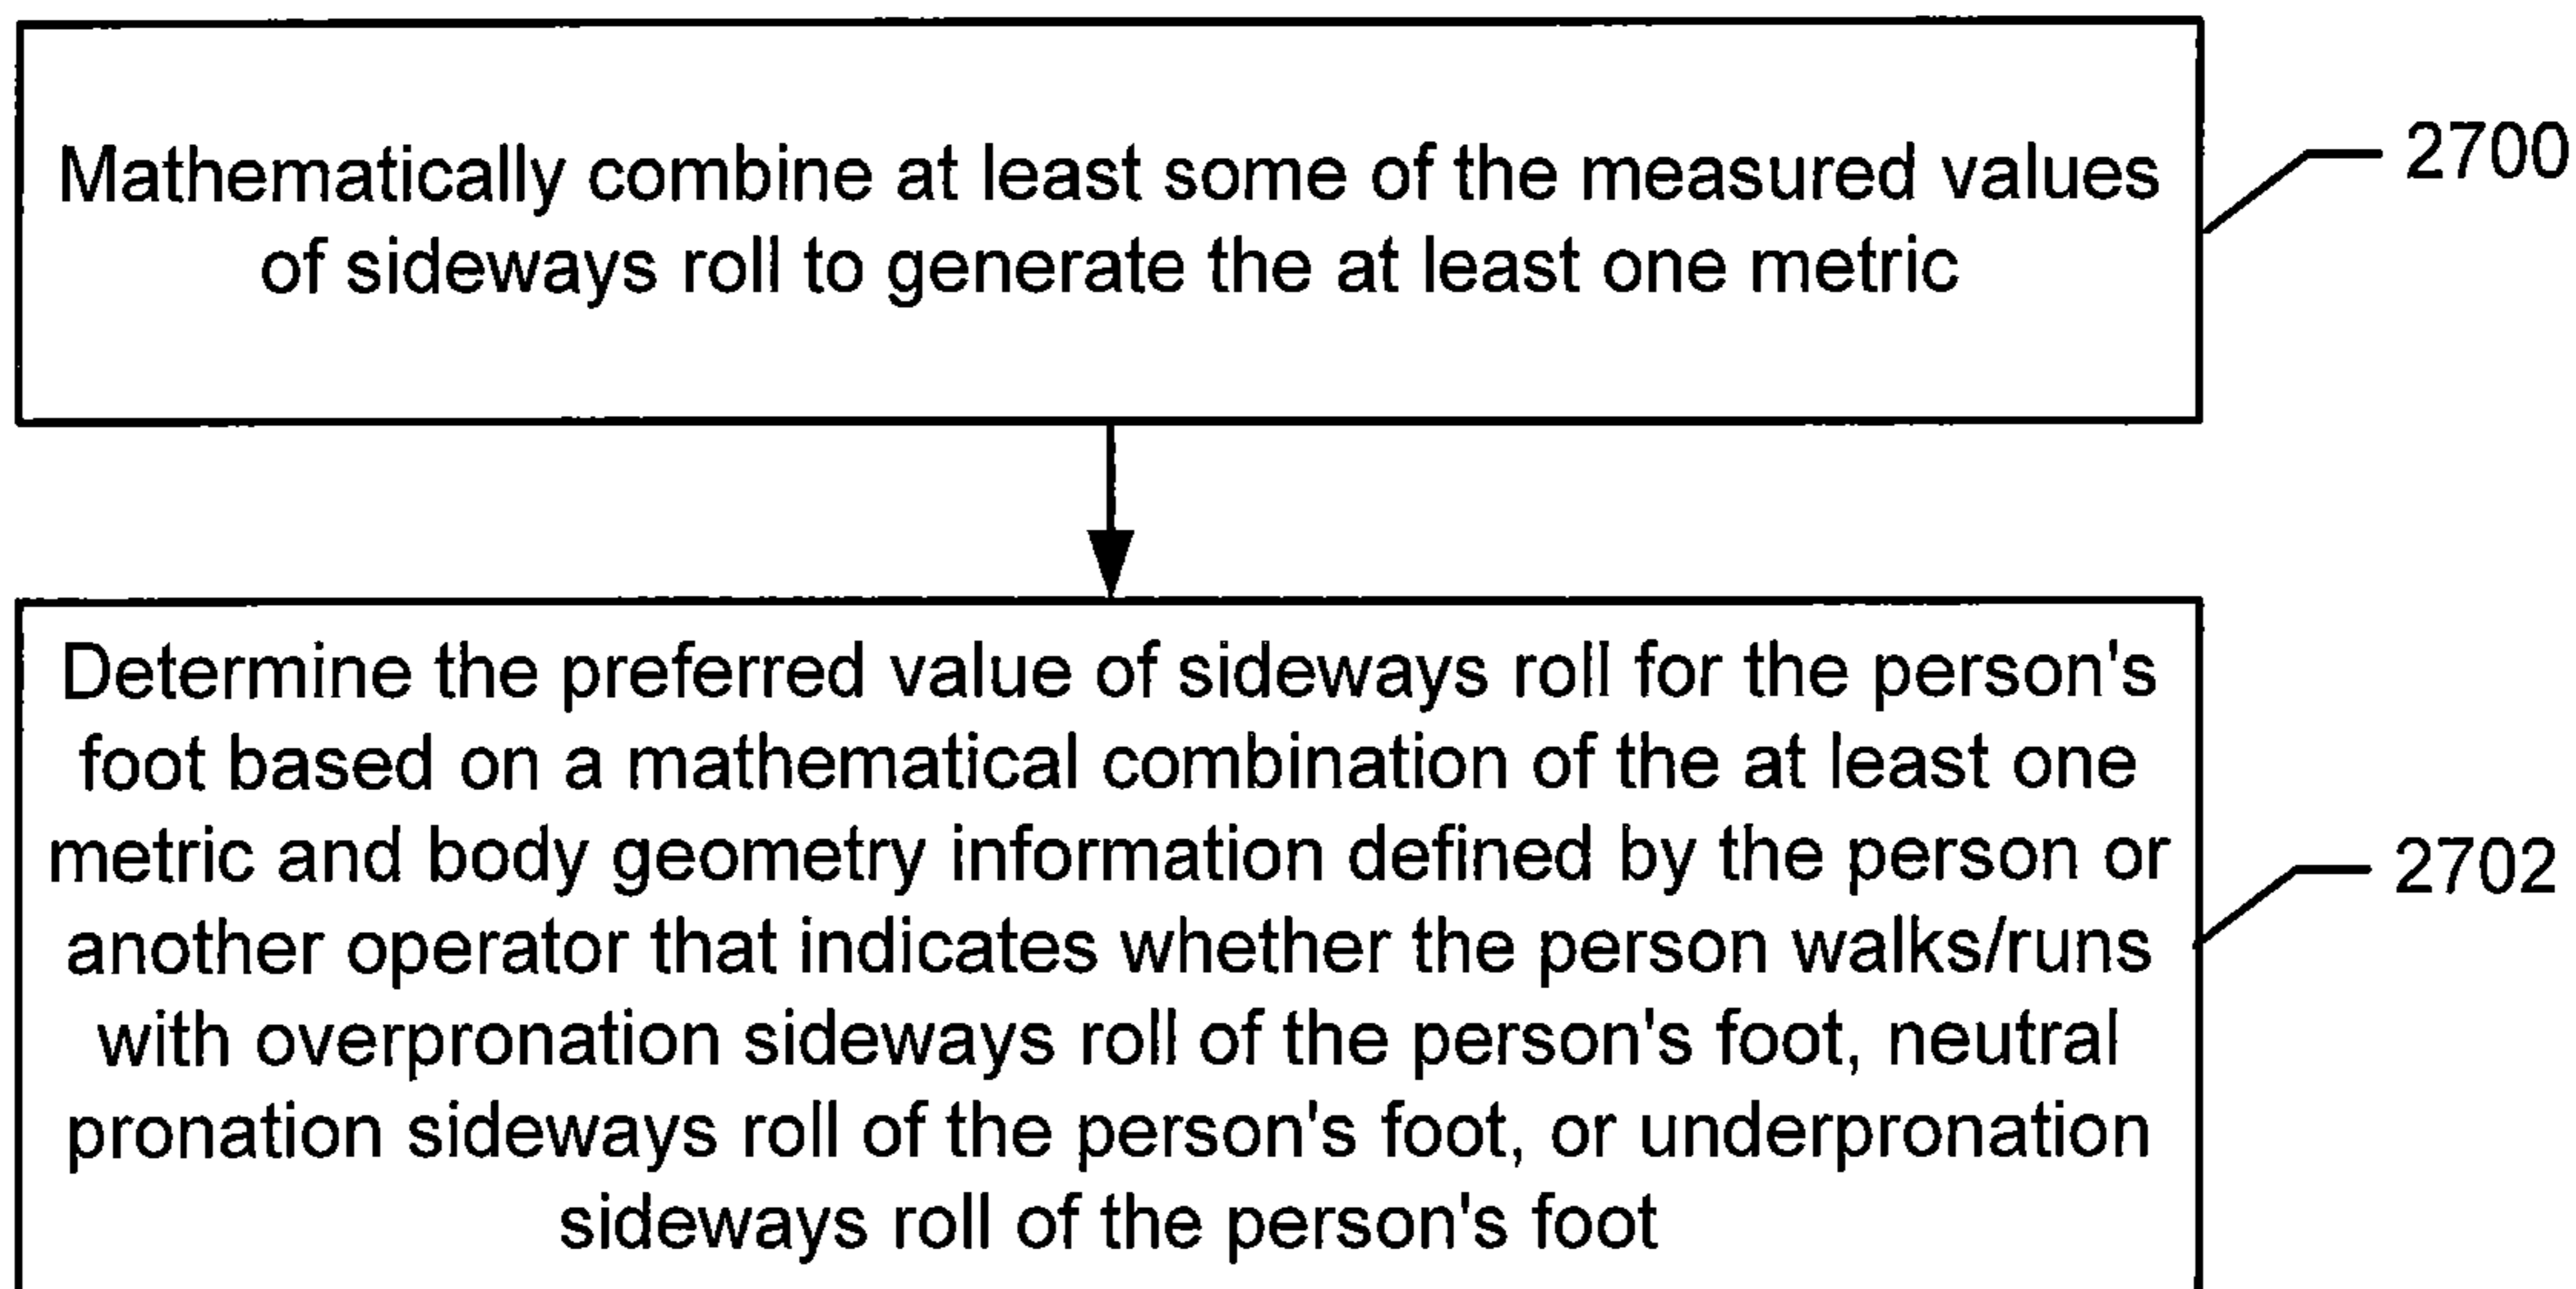 Mathematically combine at least some of the measured values
of sideways roll to generate the at least one metric
2700
Determine the preferred value of sideways roll for the person's
foot based on a mathematical combination of the at least one
metric and body geometry information defined by the person or
another operator that indicates whether the person walks/runs
with overpronation sideways roll of the person's foot, neutral
pronation sideways roll of the person's foot, or underpronation
sideways roll of the person's foot
2702